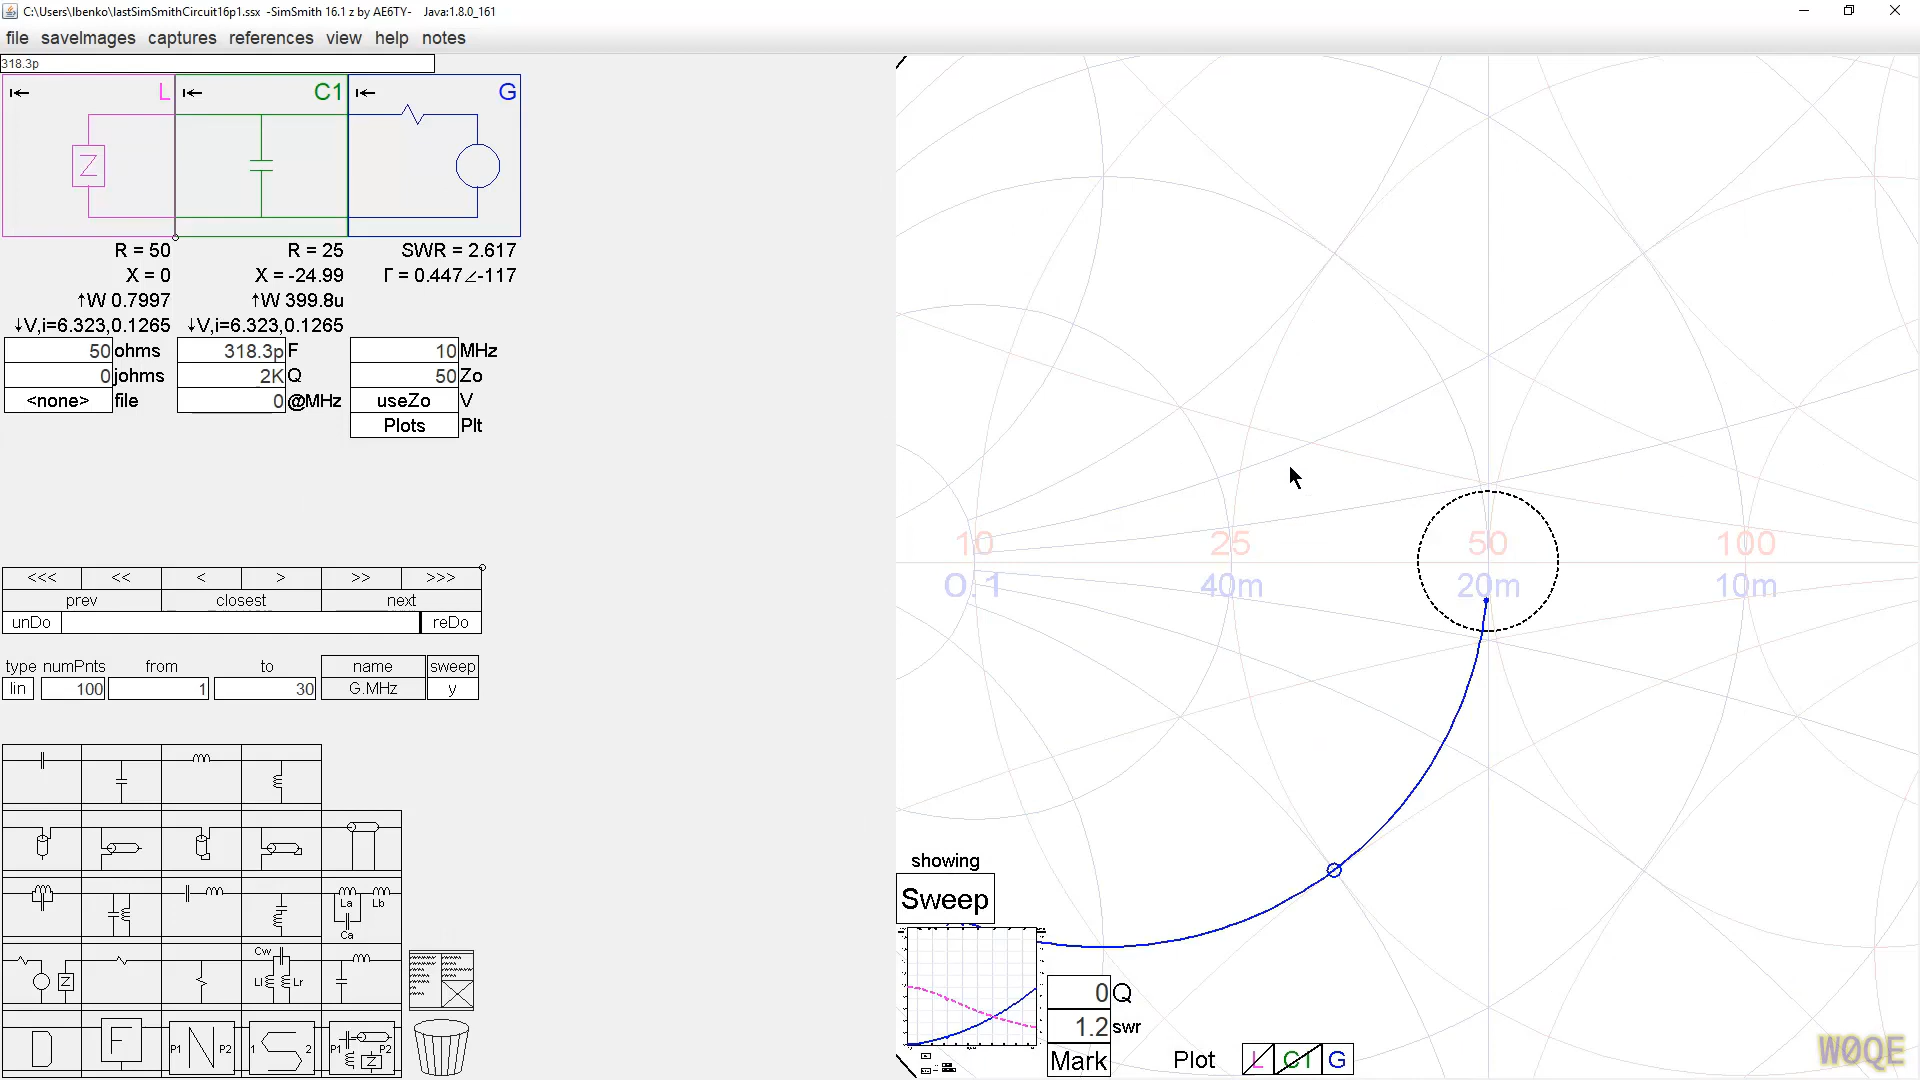 C:\Users\lbenko\lastSimSmithCircuit16p1.ssx -SimSmith 16.1 z by AE6TY- Java:1.8.0_161
file saveImages captures references view help notes
318.3p
L C1 G
Z
R = 50 R = 25 SWR = 2.617
X = 0 X = -24.99 Γ = 0.447∠-117
↑W 0.7997 ↑W 399.8u
↓V,i=6.323,0.1265 ↓V,i=6.323,0.1265
50 ohms 318.3p F 10 MHz
0 johms 2K Q 50 Zo
<none> file 0 @MHz useZo V
Plots Plt
10 25 50 100
0.1 40m 20m 10m
<<< << < > >> >>>
prev closest next
unDo reDo
type numPnts from to name sweep
lin 100 1 30 G.MHz y
La Lb
Ca
Cw
Z Ll Lr
D F P1 N P2 1 S 2 P1 P2
Z
showing
Sweep
0 Q
1.2 swr
Mark Plot L C1 G
W0QE